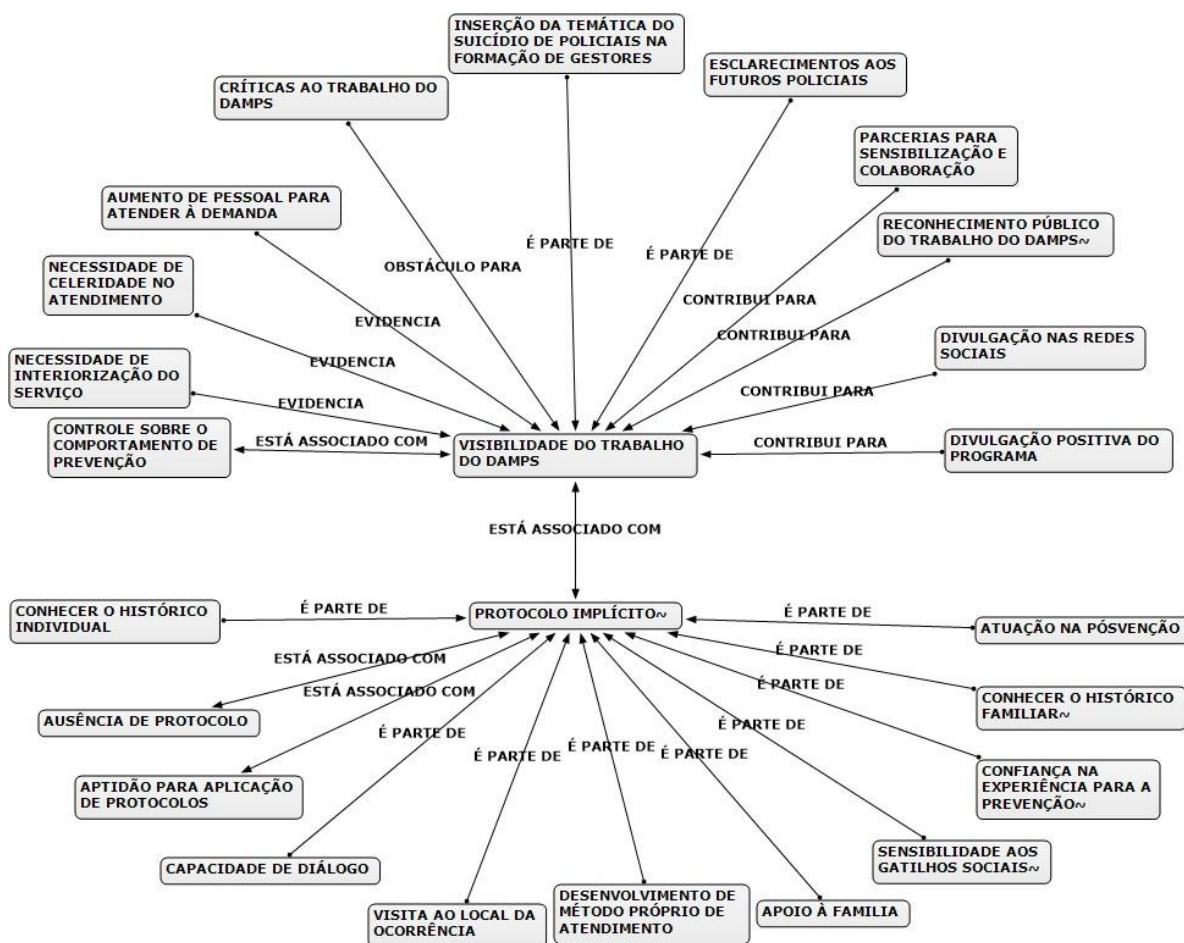 INSERÇÃO DA TEMÁTICA DO
SUICÍDIO DE POLICIAIS NA
FORMAÇÃO DE GESTORES
ESCLARECIMENTOS AOS
FUTUROS POLICIAIS
CRÍTICAS AO TRABALHO DO
DAMPS
PARCERIAS PARA
SENSIBILIZAÇÃO E
COLABORAÇÃO
AUMENTO DE PESSOAL PARA
ATENDER À DEMANDA
RECONHECIMENTO PÚBLICO
DO TRABALHO DO DAMPS~
É PARTE DE
É PARTE DE
OBSTÁCULO PARA
NECESSIDADE DE
CELERIDADE NO
ATENDIMENTO
CONTRIBUI PARA
EVIDENCIA
CONTRIBUI PARA
DIVULGAÇÃO NAS REDES
SOCIAIS
EVIDENCIA
NECESSIDADE DE
INTERIORIZAÇÃO DO
SERVIÇO
CONTRIBUI PARA
EVIDENCIA
CONTROLE SOBRE O
COMPORTAMENTO DE
PREVENÇÃO
ESTÁ ASSOCIADO COM
VISIBILIDADE DO TRABALHO
DO DAMPS
CONTRIBUI PARA
DIVULGAÇÃO POSITIVA DO
PROGRAMA
ESTÁ ASSOCIADO COM
CONHECER O HISTÓRICO
INDIVIDUAL
É PARTE DE
PROTOCOLO IMPLÍCITO~
É PARTE DE
ATUAÇÃO NA PÓSVENÇÃO
ESTÁ ASSOCIADO COM
É PARTE DE
ESTÁ ASSOCIADO COM
É PARTE DE
CONHECER O HISTÓRICO
FAMILIAR~
AUSÊNCIA DE PROTOCOLO
É PARTE DE
É PARTE DE
É PARTE DE
É PARTE DE
É PARTE DE
APTIDÃO PARA APLICAÇÃO
DE PROTOCOLOS
CONFIANÇA NA
EXPERIÊNCIA PARA A
PREVENÇÃO~
CAPACIDADE DE DIÁLOGO
SENSIBILIDADE AOS
GATILHOS SOCIAIS~
VISITA AO LOCAL DA
OCORRÊNCIA
DESENVOLVIMENTO DE
MÉTODO PRÓPRIO DE
ATENDIMENTO
APOIO À FAMILIA